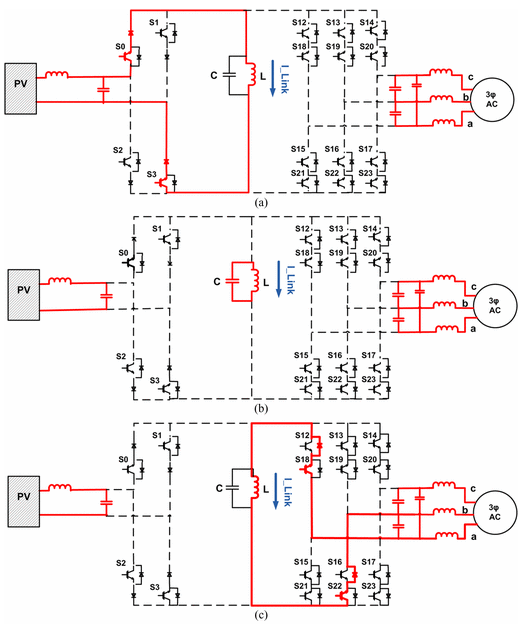 S1 S12 S13 S14
S0 S18 S19 S20
PV C L I_Link c b a 3φ AC
S2 S15 S16 S17
S3 S21 S22 S23
(a)
S1 S12 S13 S14
S0 S18 S19 S20
PV C L I_Link c b a 3φ AC
S2 S15 S16 S17
S3 S21 S22 S23
(b)
S1 S12 S13 S14
S0 S18 S19 S20
PV C L I_Link c b a 3φ AC
S2 S15 S16 S17
S3 S21 S22 S23
(c)